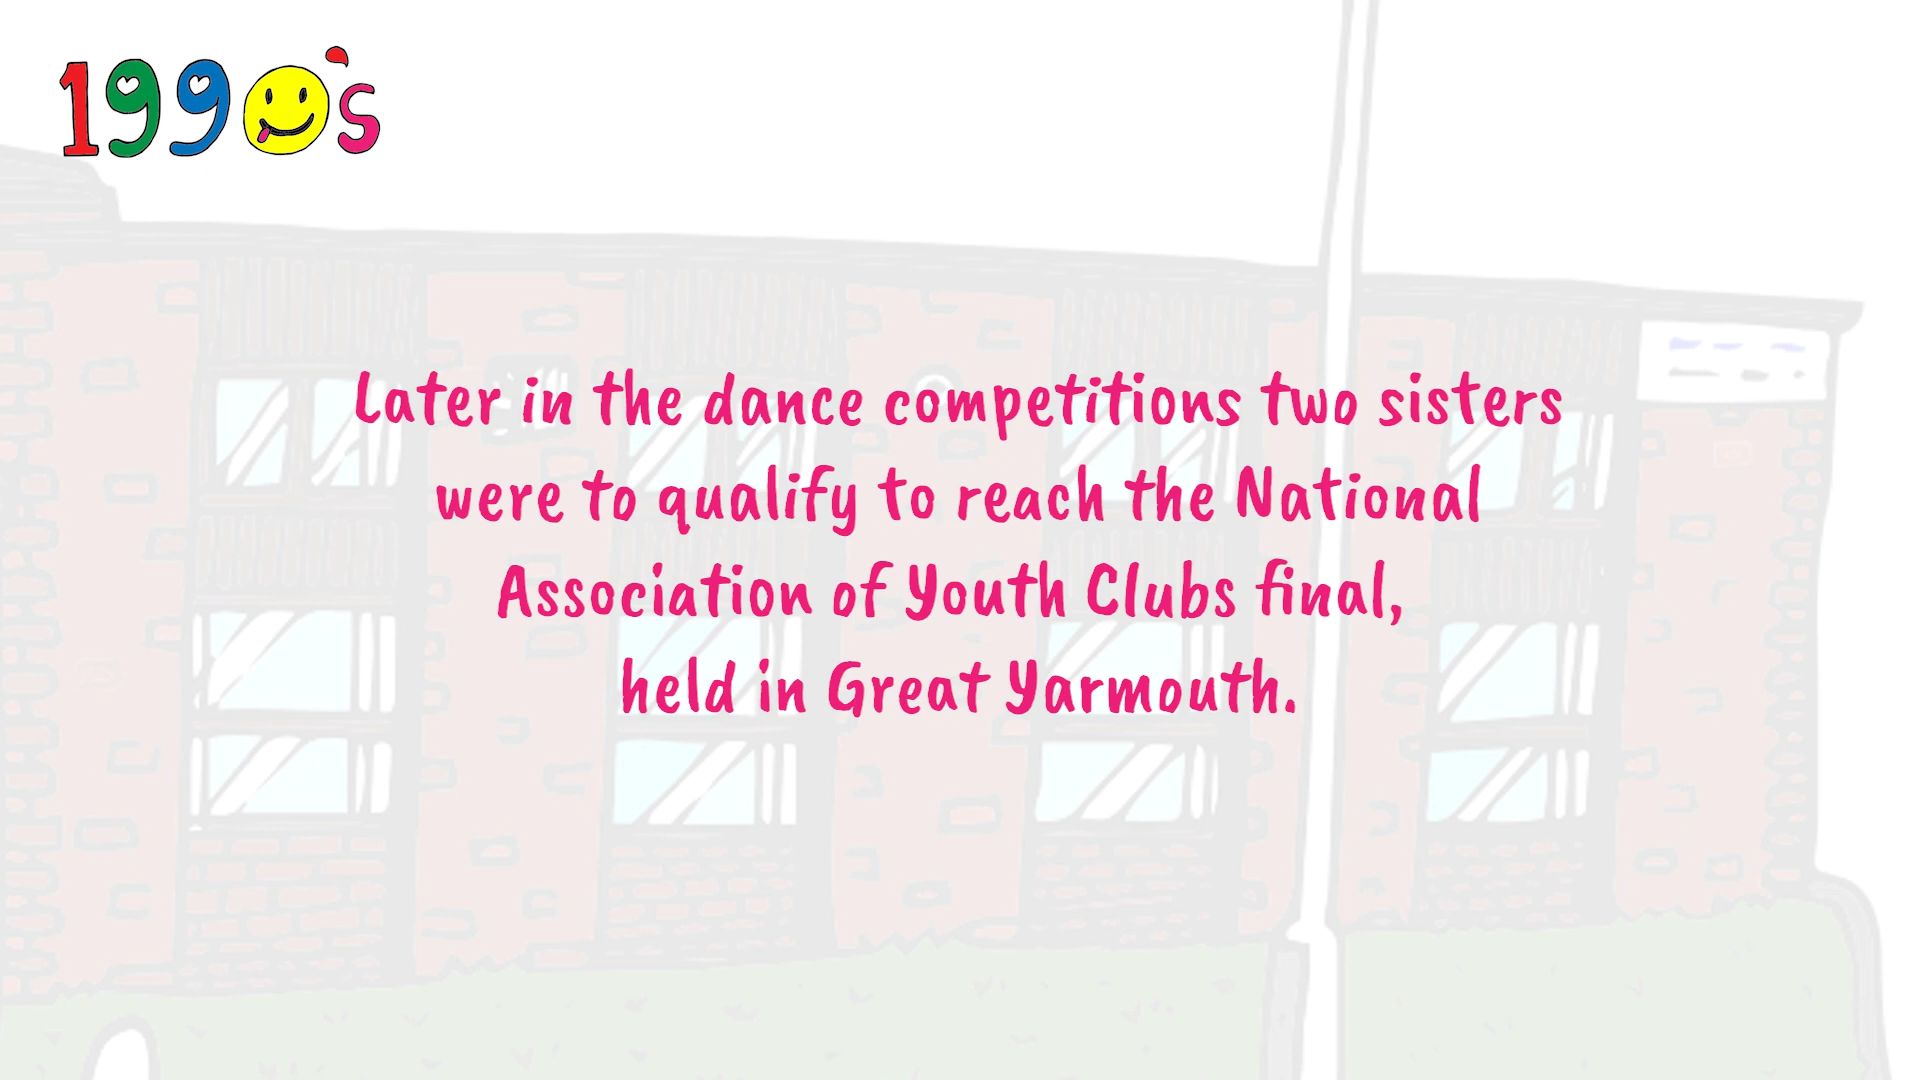 1990's
Later in the dance competitions two sisters
were to qualify to reach the National
Association of Youth Clubs final,
held in Great Yarmouth.